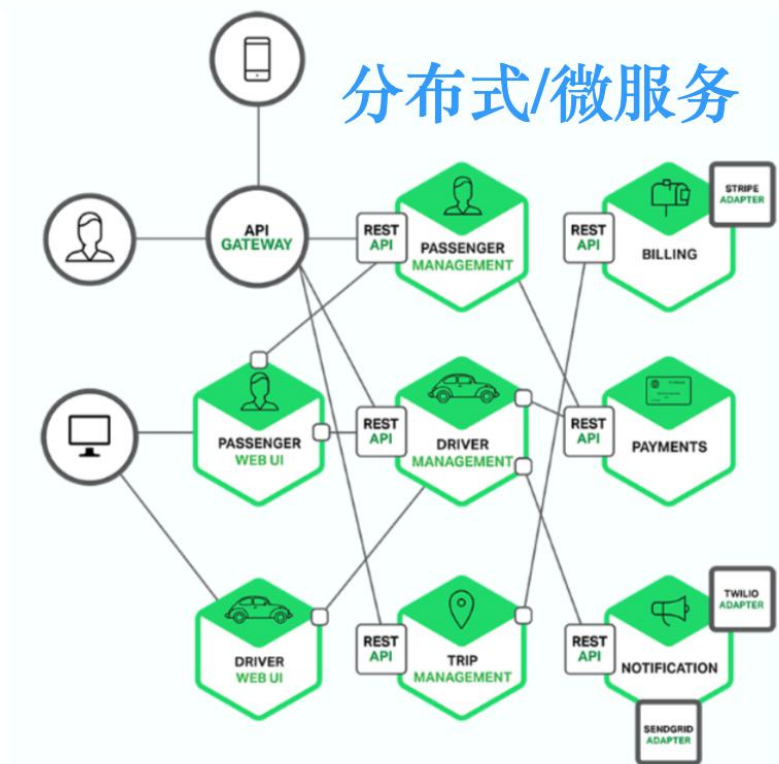 分布式/微服务
STRIPE
ADAPTER
API
GATEWAY
REST
API
PASSENGER
MANAGEMENT
REST
API
BILLING
PASSENGER
WEB UI
REST
API
DRIVER
MANAGEMENT
REST
API
PAYMENTS
TWILIO
ADAPTER
DRIVER
WEB UI
REST
API
TRIP
MANAGEMENT
REST
API
NOTIFICATION
SENDGRID
ADAPTER